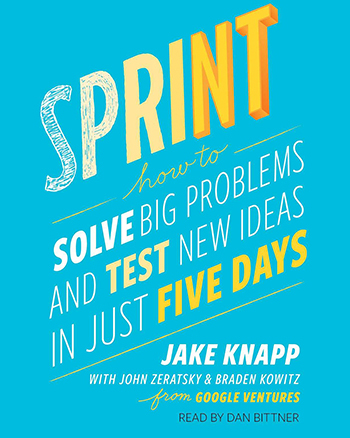 SPRINT
how to
SOLVE BIG PROBLEMS
AND TEST NEW IDEAS
IN JUST FIVE DAYS
JAKE KNAPP
WITH JOHN ZERATSKY & BRADEN KOWITZ
from GOOGLE VENTURES
READ BY DAN BITTNER